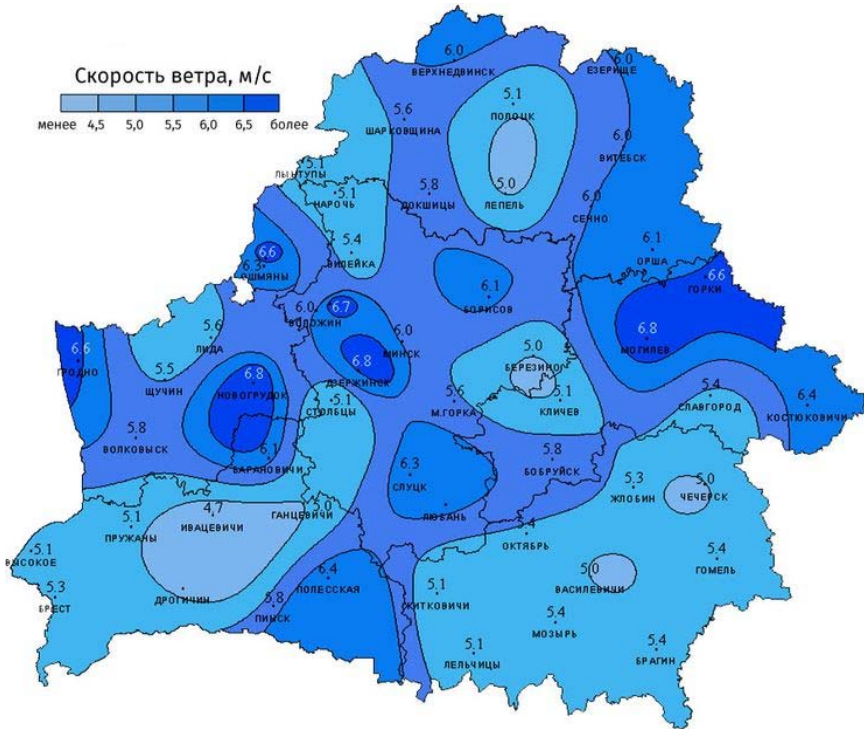 Скорость ветра, м/с
менее 4,5 5,0 5,5 6,0 6,5 более
6.0
ВЕРХНЕДВИНСК
6.0
ЕЗЕРИЩЕ
5.6
ШАРКОВЩИНА
5.1
ПОЛОЦК
6.0
ВИТЕБСК
5.1
ЛЫНТУПЫ
5.1
НАРОЧЬ
5.8
ДОКШИЦЫ
5.0
ЛЕПЕЛЬ
6.0
СЕННО
6.1
ОРША
5.4
ВИЛЕЙКА
6.6
6.3
ОШМЯНЫ
6.1
БОРИСОВ
6.6
ГОРКИ
6.0
ВОЛОЖИН
6.7
6.0
МИНСК
6.8
МОГИЛЕВ
6.6
ГРОДНО
5.6
ЛИДА
5.5
ЩУЧИН
6.8
НОВОГРУДОК
6.8
ДЗЕРЖИНСК
5.0
БЕРЕЗИНО
5.1
КЛИЧЕВ
5.1
СТОЛБЦЫ
5.6
М.ГОРКА
5.4
СЛАВГОРОД
6.4
КОСТЮКОВИЧИ
5.8
ВОЛКОВЫСК
6.1
БАРАНОВИЧИ
6.3
СЛУЦК
5.8
БОБРУЙСК
5.3
ЖЛОБИН
5.0
ЧЕЧЕРСК
ЛЮБАНЬ
5.1
ПРУЖАНЫ
4,7
ИВАЦЕВИЧИ
5.0
ГАНЦЕВИЧИ
5.4
ОКТЯБРЬ
5.1
ВЫСОКОЕ
5.3
БРЕСТ
ДРОГИЧИН
5.8
ПИНСК
6.4
ПОЛЕССКАЯ
5.1
ЖИТКОВИЧИ
5.0
ВАСИЛЕВИЧИ
5.4
ГОМЕЛЬ
5.4
МОЗЫРЬ
5.1
ЛЕЛЬЧИЦЫ
5.4
БРАГИН